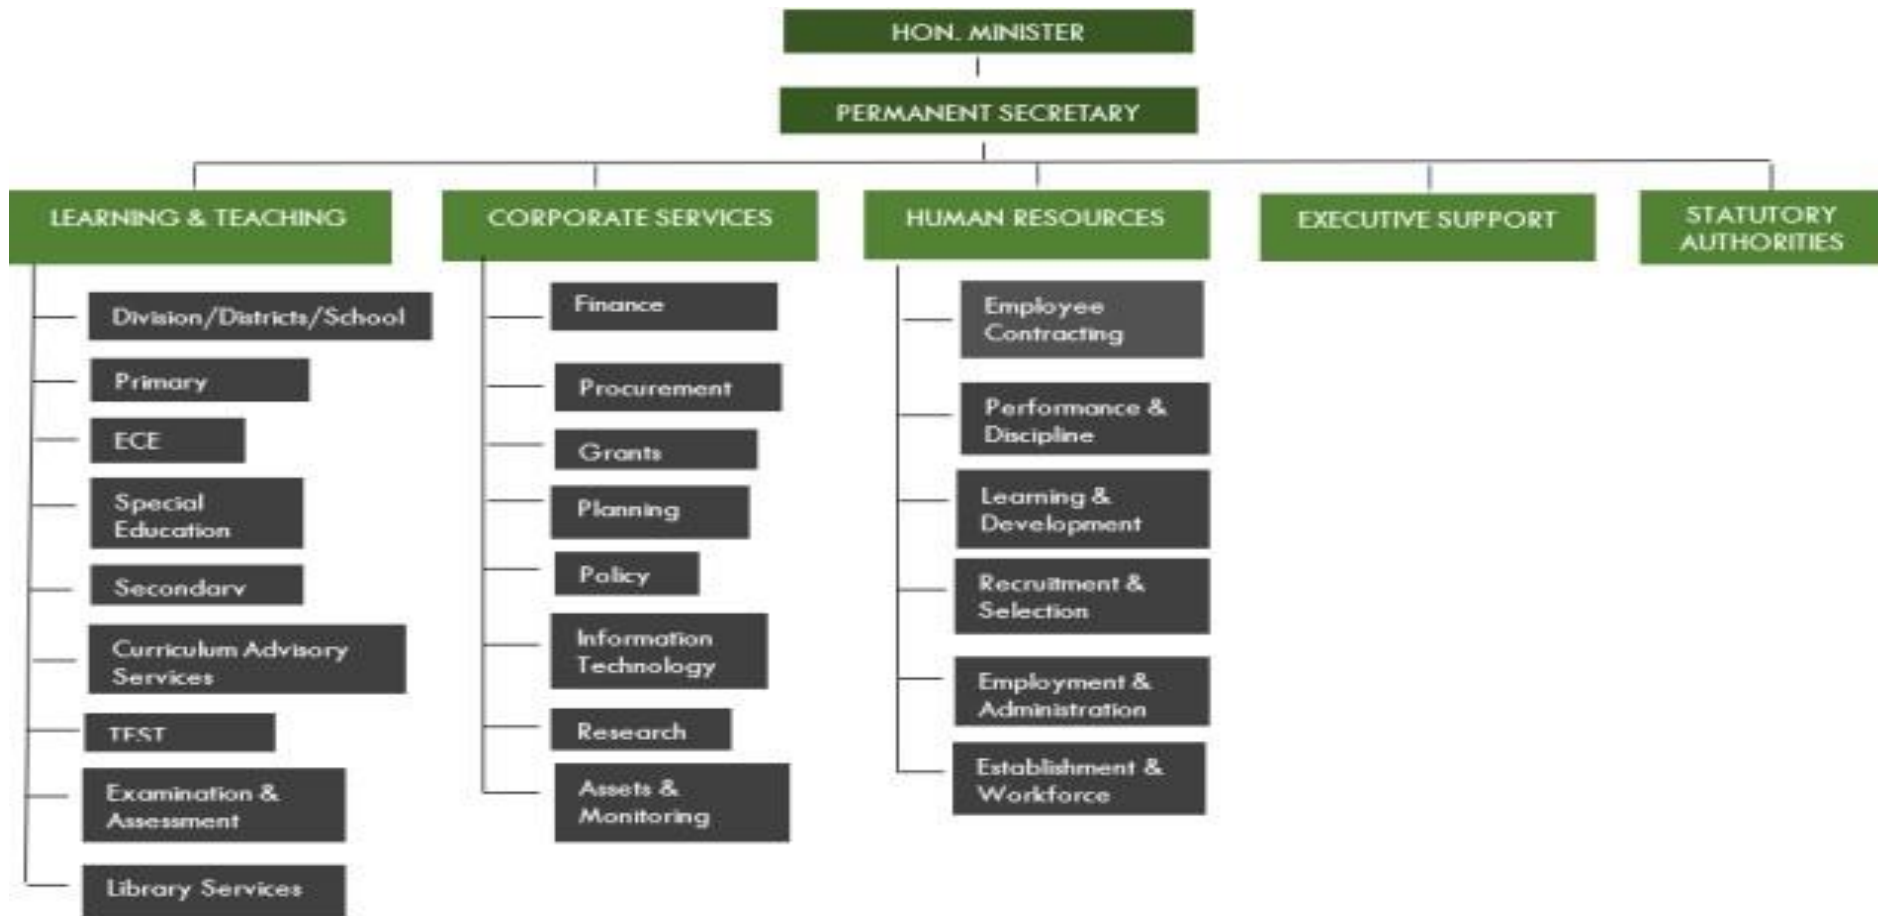 HON. MINISTER
PERMANENT SECRETARY
LEARNING & TEACHING
Division/Districts/School
Primary
ECE
Special
Education
Secondary
Curriculum Advisory
Services
TEST
Examination &
Assessment
Library Services
CORPORATE SERVICES
Finance
Procurement
Grants
Planning
Policy
Information
Technology
Research
Assets &
Monitoring
HUMAN RESOURCES
Employee
Contracting
Performance &
Discipline
Learning &
Development
Recruitment &
Selection
Employment &
Administration
Establishment &
Workforce
EXECUTIVE SUPPORT
STATUTORY
AUTHORITIES